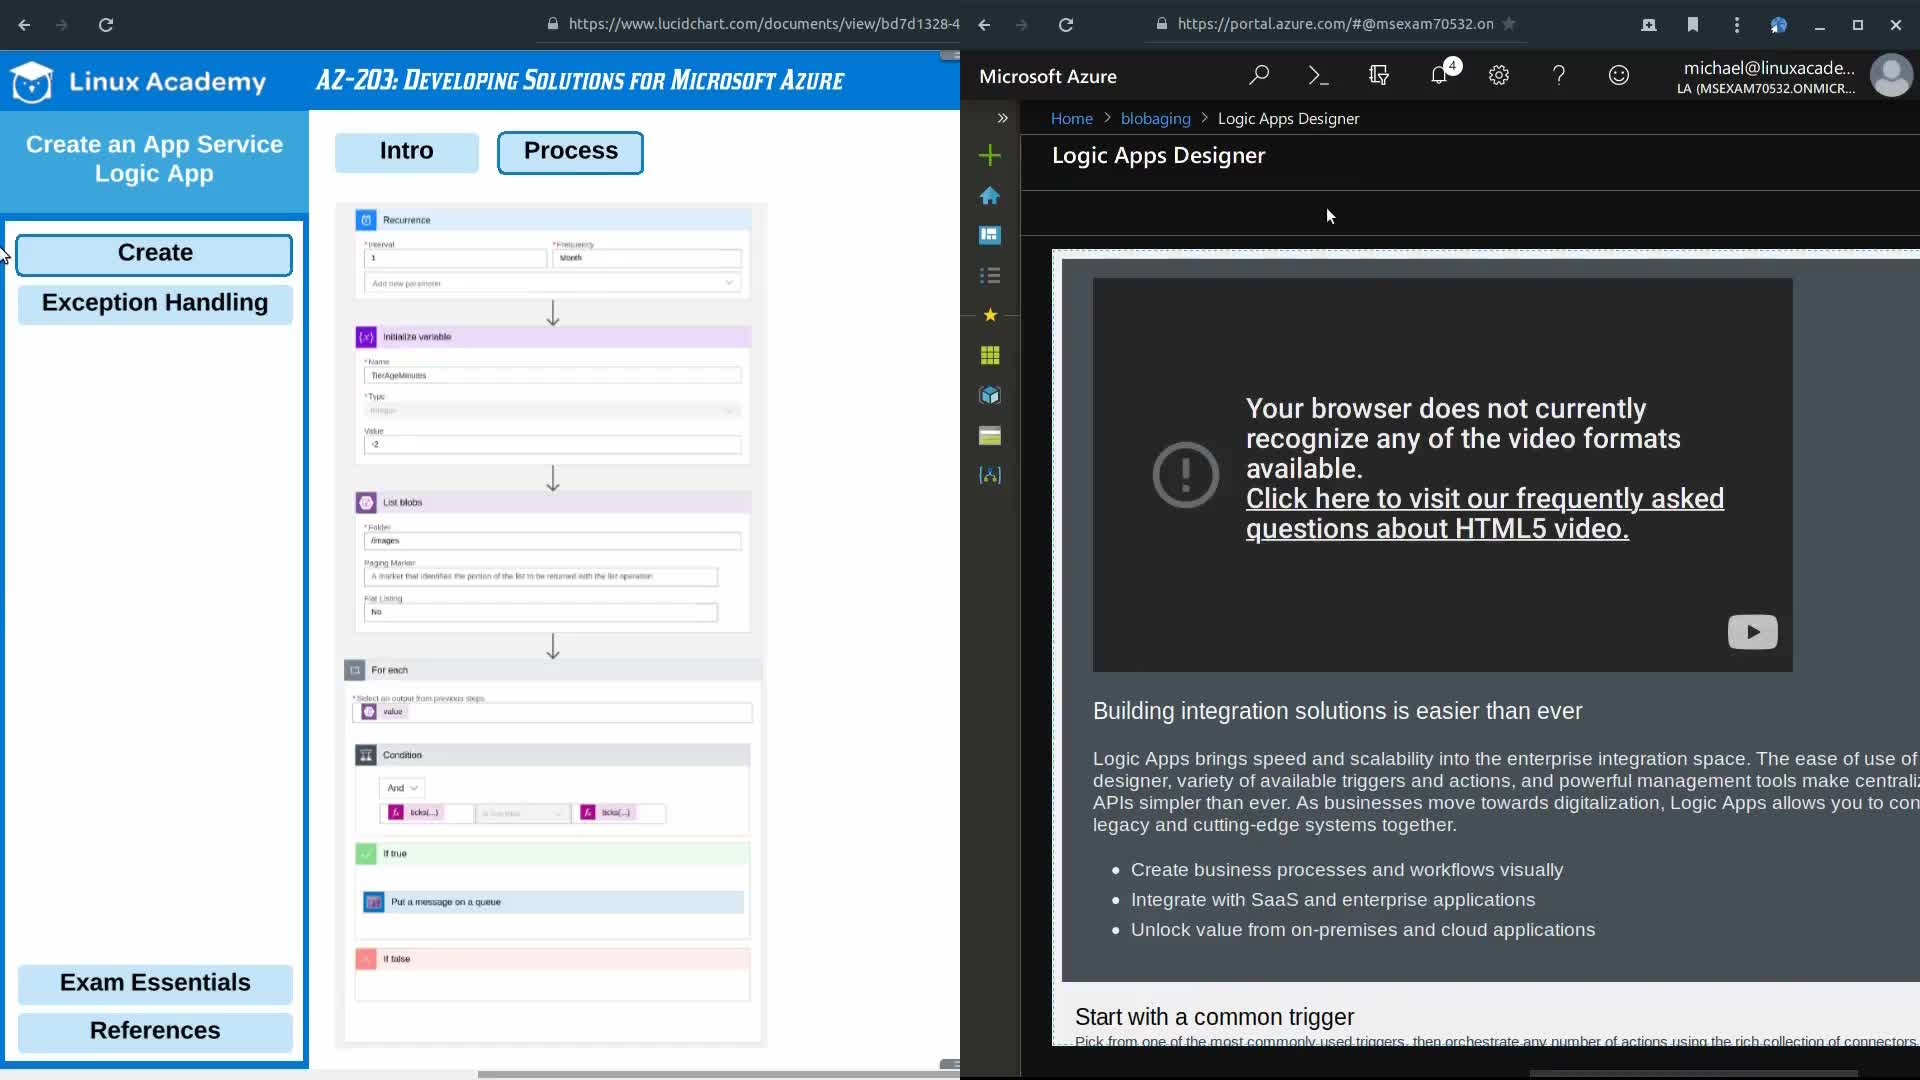 https://www.lucidchart.com/documents/view/bd7d1328-4
Linux Academy
AZ-203: Developing Solutions for Microsoft Azure
Create an App Service
Logic App
Create
Exception Handling
Exam Essentials
References
Intro
Process
Recurrence
*Interval
*Frequency
1
Month
Add new parameter
Initialize variable
*Name
TierAgeMinutes
*Type
Integer
Value
-2
List blobs
*Folder
/images
Paging Marker
A marker that identifies the portion of the list to be returned with the list operation
Flat Listing
No
For each
*Select an output from previous steps
value
Condition
And
ticks(...)
ticks(...)
If true
Put a message on a queue
If false
https://portal.azure.com/#@msexam70532.on
Microsoft Azure
4
michael@linuxacade...
LA (MSEXAM70532.ONMICR...
Home > blobaging > Logic Apps Designer
Logic Apps Designer
Your browser does not currently
recognize any of the video formats
available.
Click here to visit our frequently asked
questions about HTML5 video.
Building integration solutions is easier than ever
Logic Apps brings speed and scalability into the enterprise integration space. The ease of use of
designer, variety of available triggers and actions, and powerful management tools make centraliz
APIs simpler than ever. As businesses move towards digitalization, Logic Apps allows you to con
legacy and cutting-edge systems together.
• Create business processes and workflows visually
• Integrate with SaaS and enterprise applications
• Unlock value from on-premises and cloud applications
Start with a common trigger
Pick from one of the most commonly used triggers, then orchestrate any number of actions using the rich collection of connectors